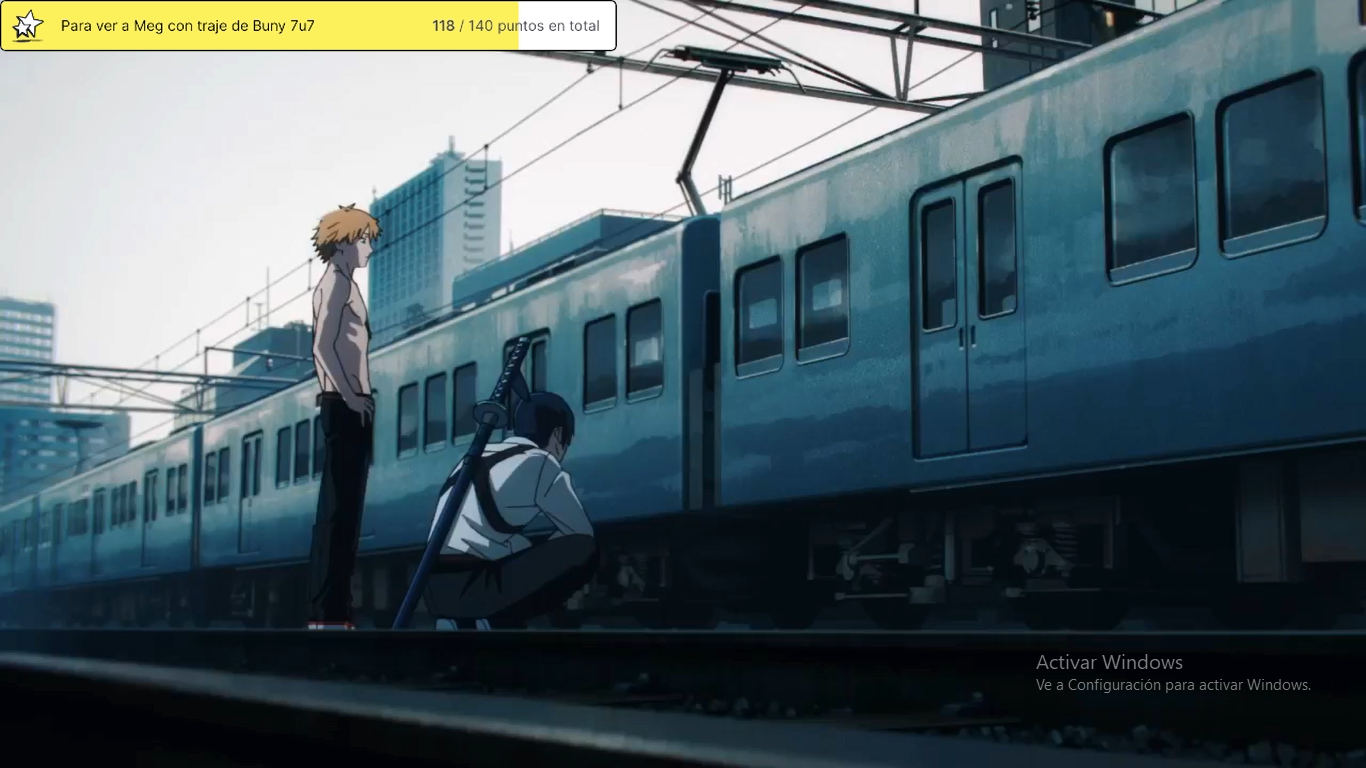 Para ver a Meg con traje de Buny 7u7
118 / 140 puntos en total
Activar Windows
Ve a Configuración para activar Windows.